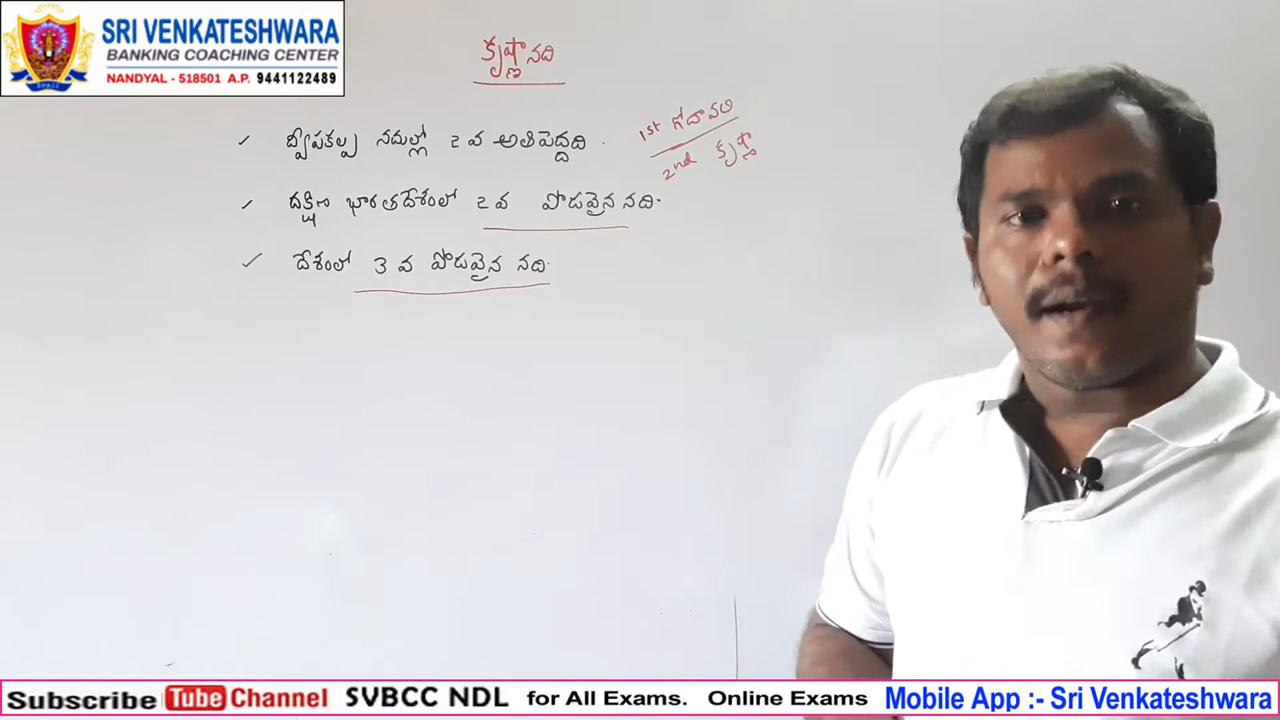 SRI VENKATESHWARA
BANKING COACHING CENTER
NANDYAL - 518501 A.P. 9441122489
కృష్ణా నది
✓ ద్వీపకల్ప నదుల్లో 2 వ అతిపెద్దది.
1st గోదావరి
2nd కృష్ణా
✓ దక్షిణ భారతదేశంలో 2 వ పొడవైన నది.
✓ దేశంలో 3 వ పొడవైన నది.
Subscribe Tube Channel SVBCC NDL for All Exams. Online Exams Mobile App :- Sri Venkateshwara